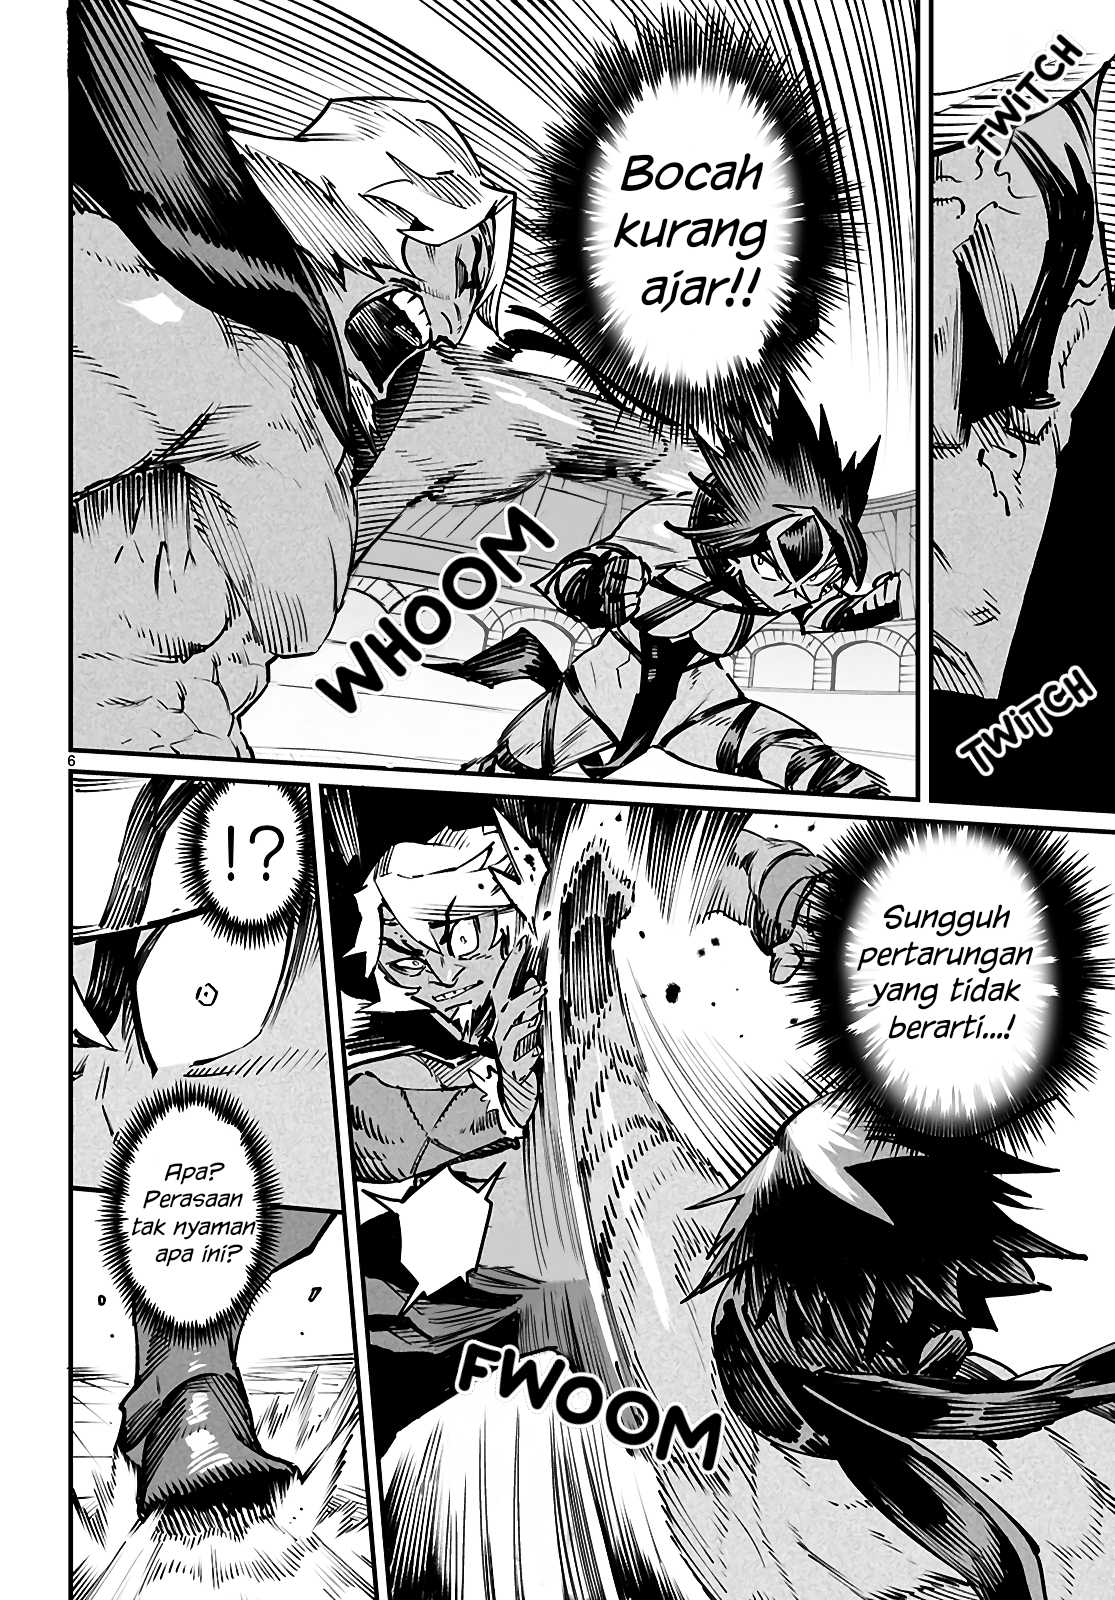 TWITCH
TWITCH
Bocah
kurang
ajar!!
WHOOM
6
Sungguh
pertarungan
yang tidak
berarti...!
FWOOM
!?
Apa?
Perasaan
tak nyaman
apa ini?